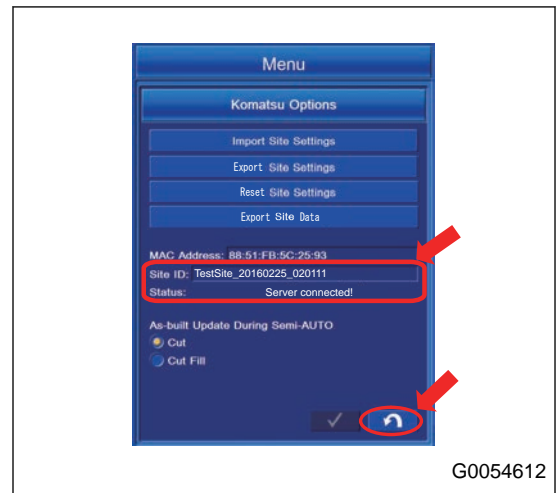 Menu
Komatsu Options
Import Site Settings
Export Site Settings
Reset Site Settings
Export Site Data
MAC Address: 88:51:FB:5C:25:93
Site ID: TestSite_20160225_020111
Status: Server connected!
As-built Update During Semi-AUTO
Cut
Cut Fill
G0054612